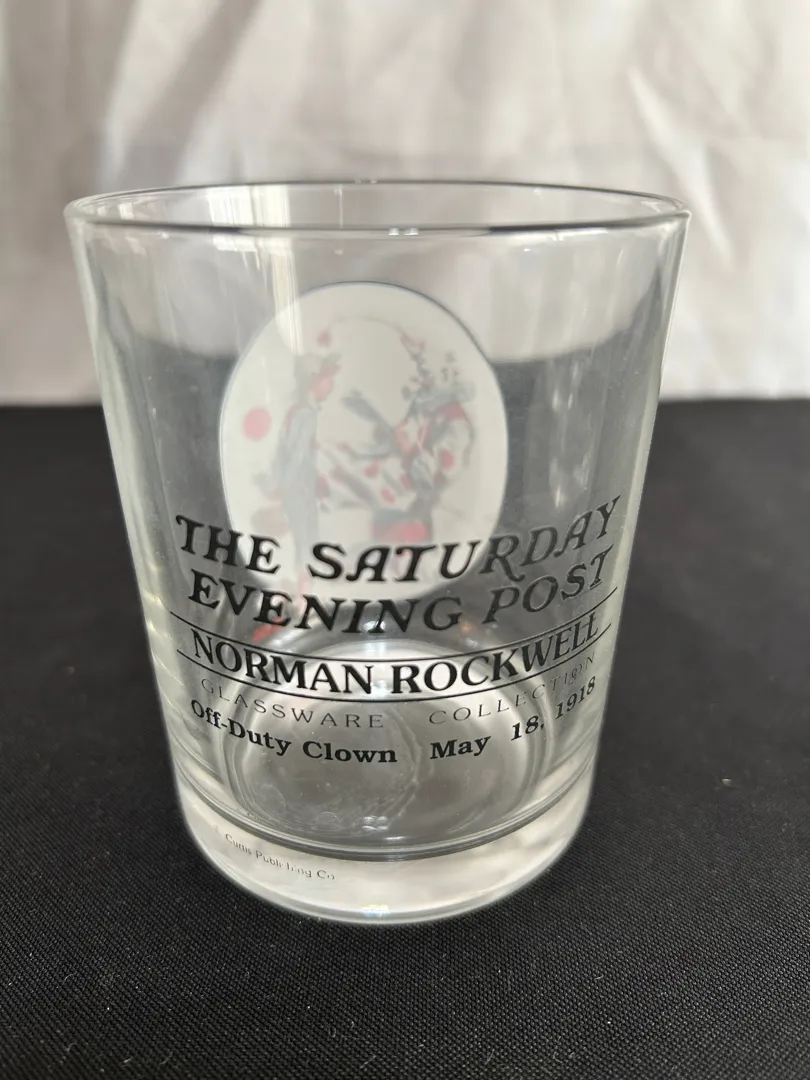 THE SATURDAY
EVENING POST
NORMAN ROCKWELL
GLASSWARE COLLECTION
Off-Duty Clown May 18, 1918
Curtis Publishing Co